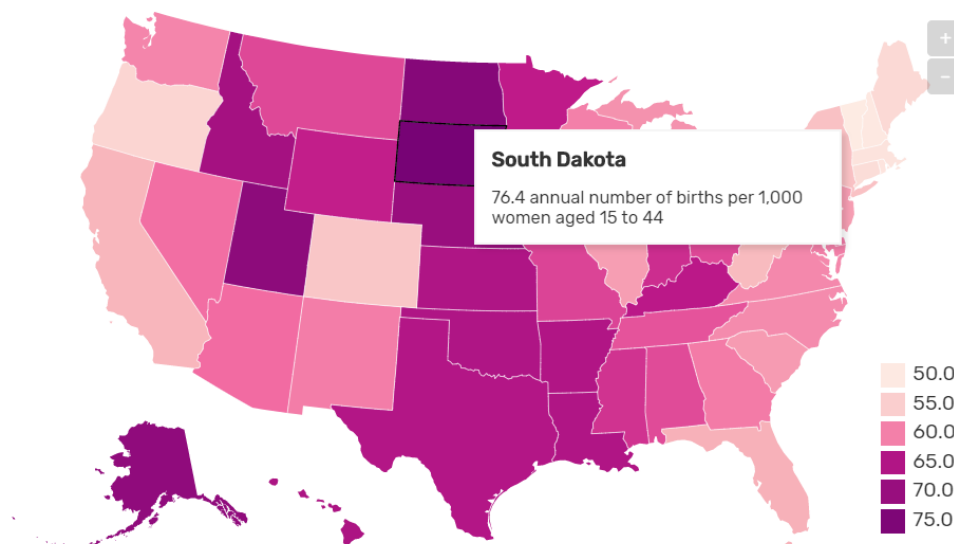 +
−
South Dakota
76.4 annual number of births per 1,000
women aged 15 to 44
50.0
55.0
60.0
65.0
70.0
75.0